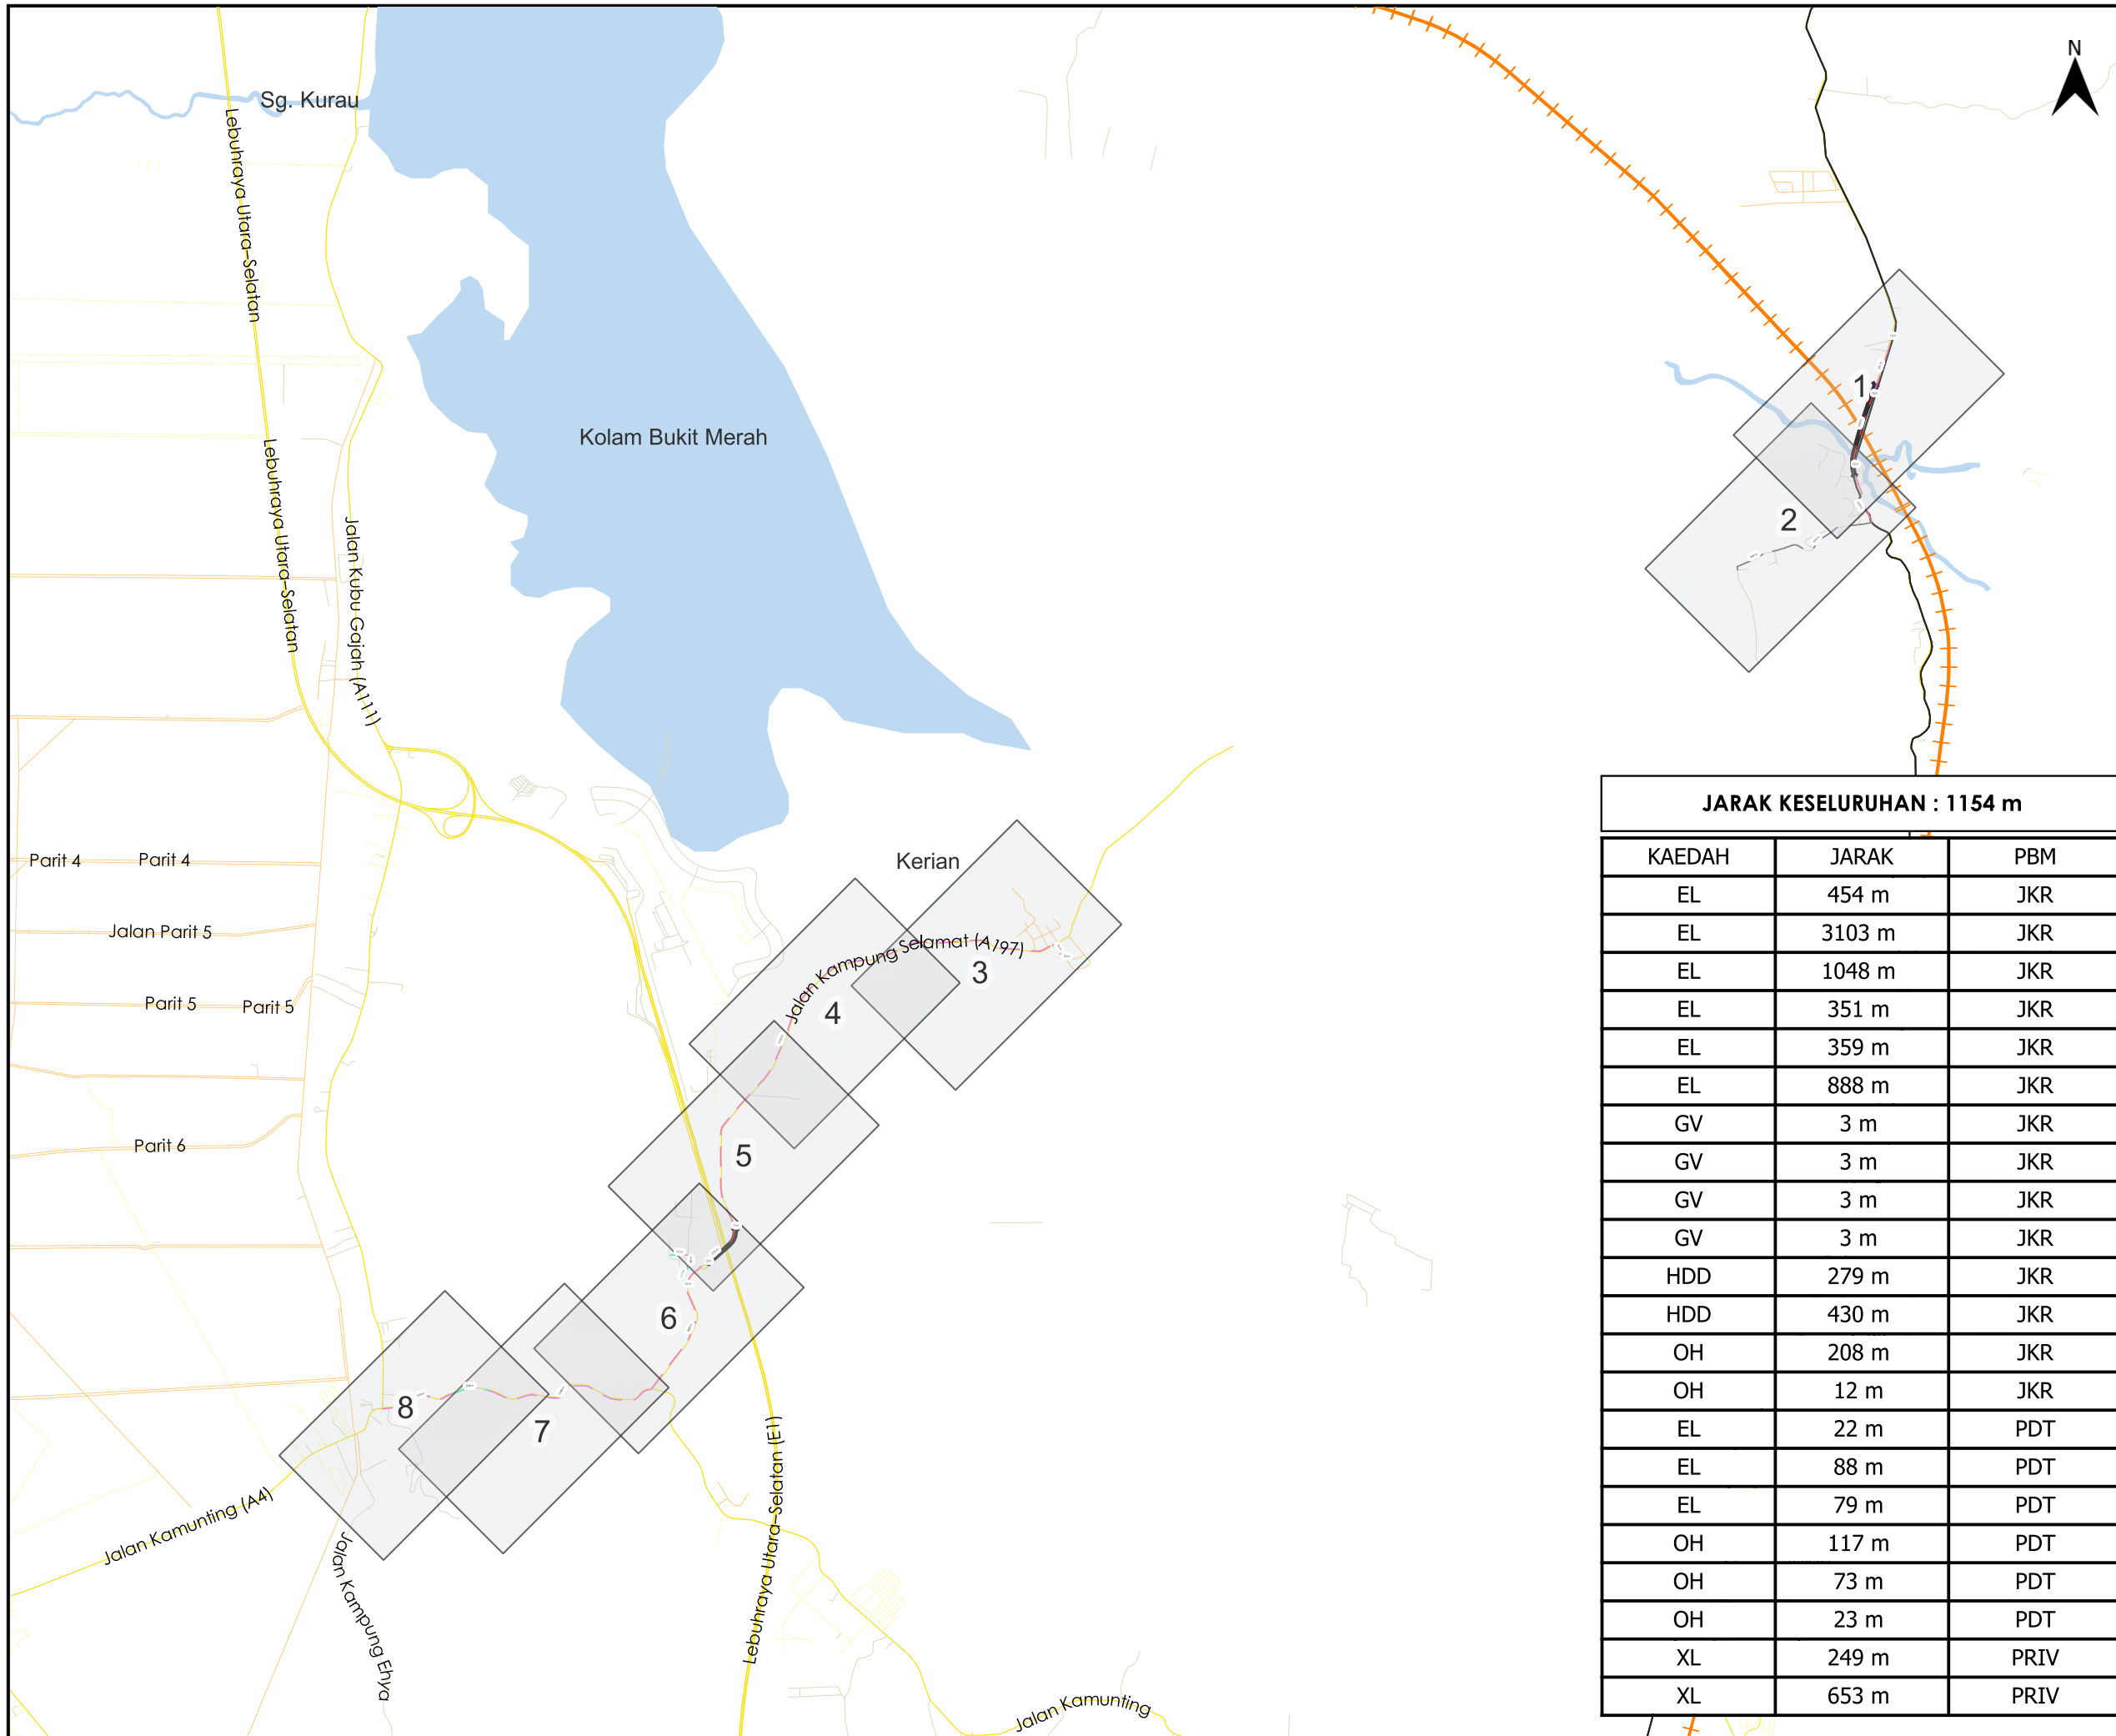 N
Sg. Kurau
Lebuhraya Utara-Selatan
Kolam Bukit Merah
Lebuhraya Utara-Selatan
Jalan Kubu Gajah (A111)
1
2
Parit 4
Parit 4
Kerian
Jalan Parit 5
Jalan Kampung Selamat (A197)
3
4
Parit 5
Parit 5
Parit 6
5
6
7
8
Jalan Kamunting (A4)
Jalan Kampung Ehya
Lebuhraya Utara-Selatan (E1)
Jalan Kamunting
JARAK KESELURUHAN : 1154 m
KAEDAH JARAK PBM
EL 454 m JKR
EL 3103 m JKR
EL 1048 m JKR
EL 351 m JKR
EL 359 m JKR
EL 888 m JKR
GV 3 m JKR
GV 3 m JKR
GV 3 m JKR
GV 3 m JKR
HDD 279 m JKR
HDD 430 m JKR
OH 208 m JKR
OH 12 m JKR
EL 22 m PDT
EL 88 m PDT
EL 79 m PDT
OH 117 m PDT
OH 73 m PDT
OH 23 m PDT
XL 249 m PRIV
XL 653 m PRIV